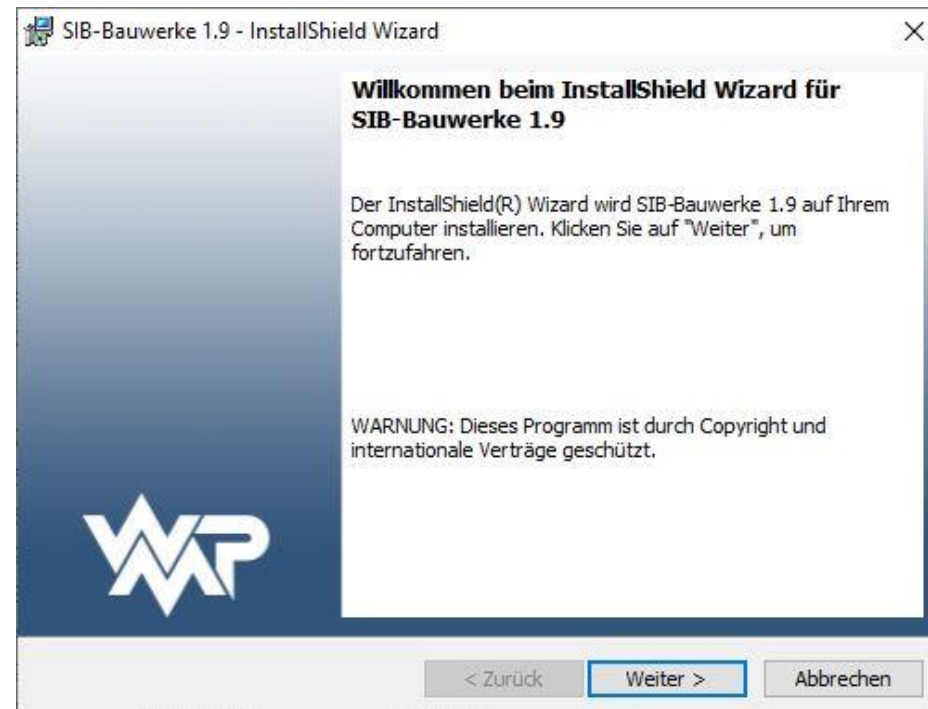 SIB-Bauwerke 1.9 - InstallShield Wizard
Willkommen beim InstallShield Wizard für
SIB-Bauwerke 1.9
Der InstallShield(R) Wizard wird SIB-Bauwerke 1.9 auf Ihrem
Computer installieren. Klicken Sie auf "Weiter", um
fortzufahren.
WARNUNG: Dieses Programm ist durch Copyright und
internationale Verträge geschützt.
WMP
< Zurück
Weiter >
Abbrechen